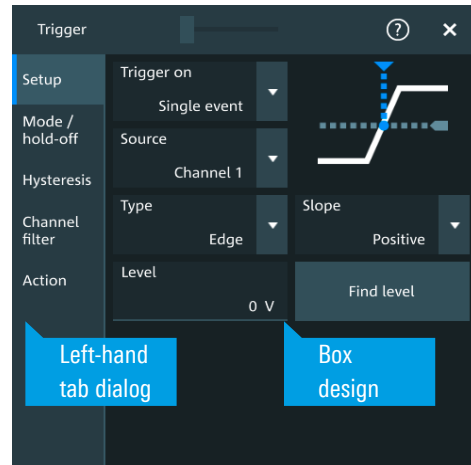 Trigger
?
Setup
Mode /
hold-off
Hysteresis
Channel
filter
Action
Trigger on
Single event
Source
Channel 1
Type
Edge
Slope
Positive
Level
0 V
Find level
Left-hand
tab dialog
Box
design